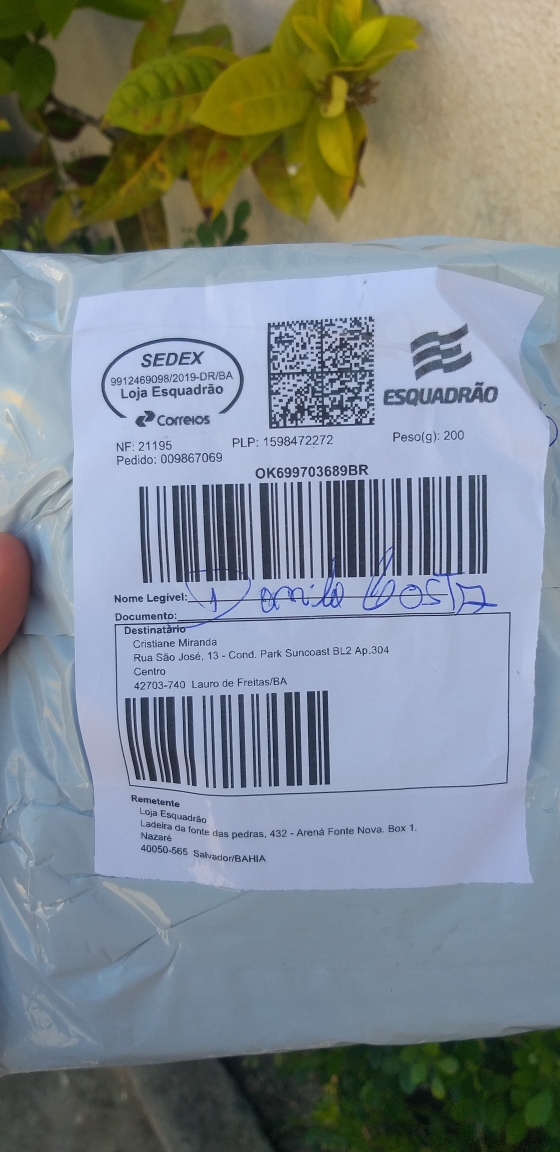 SEDEX
9912469098/2019-DR/BA
Loja Esquadrão
Correios
ESQUADRÃO
NF: 21195
PLP: 1598472272
Peso(g): 200
Pedido: 009867069
OK699703689BR
Nome Legível: Danilo Costa
Documento:
Destinatário
Cristiane Miranda
Rua São José, 13 - Cond. Park Suncoast BL2 Ap.304
Centro
42703-740 Lauro de Freitas/BA
Remetente
Loja Esquadrão
Ladeira da fonte das pedras, 432 - Arena Fonte Nova. Box 1.
Nazaré
40050-565 Salvador/BAHIA